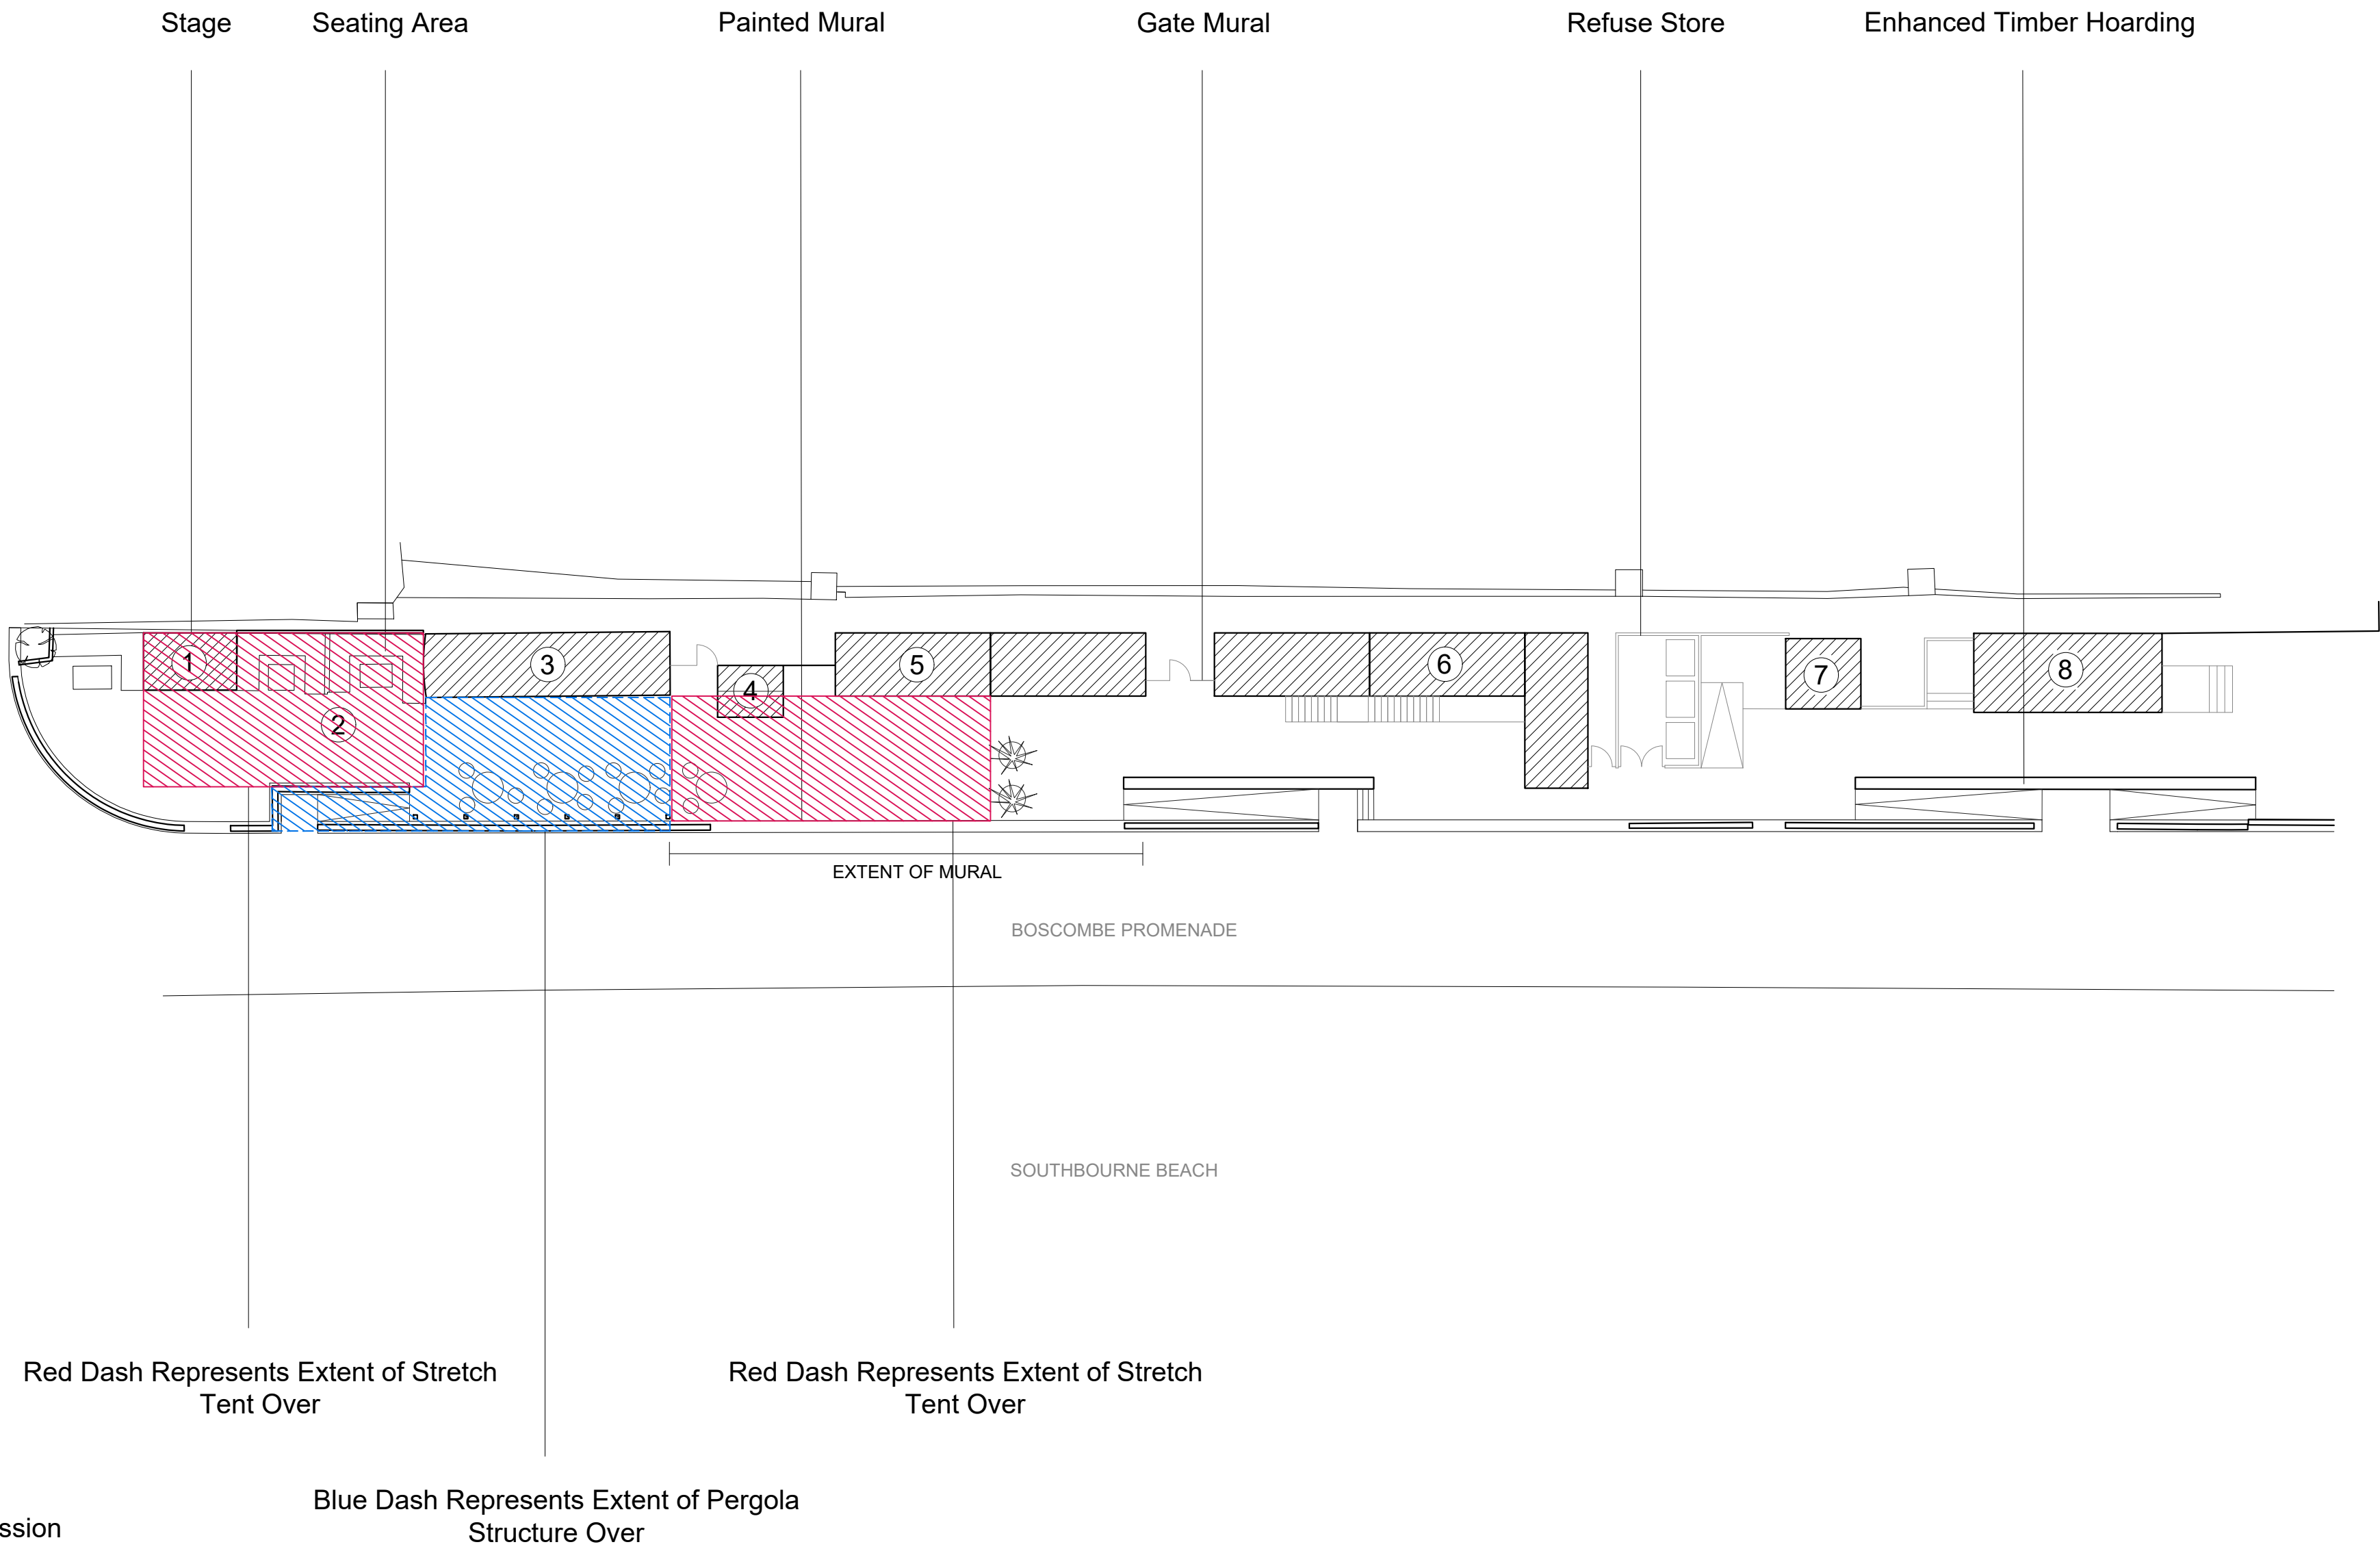 Stage
Seating Area
Painted Mural
Gate Mural
Refuse Store
Enhanced Timber Hoarding
1
2
3
4
5
6
7
8
EXTENT OF MURAL
BOSCOMBE PROMENADE
SOUTHBOURNE BEACH
Red Dash Represents Extent of Stretch
Tent Over
Red Dash Represents Extent of Stretch
Tent Over
Blue Dash Represents Extent of Pergola
Structure Over
ssion